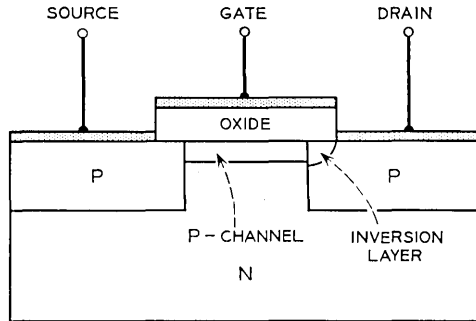 SOURCE
GATE
DRAIN
OXIDE
P
P
P-CHANNEL
INVERSION
LAYER
N